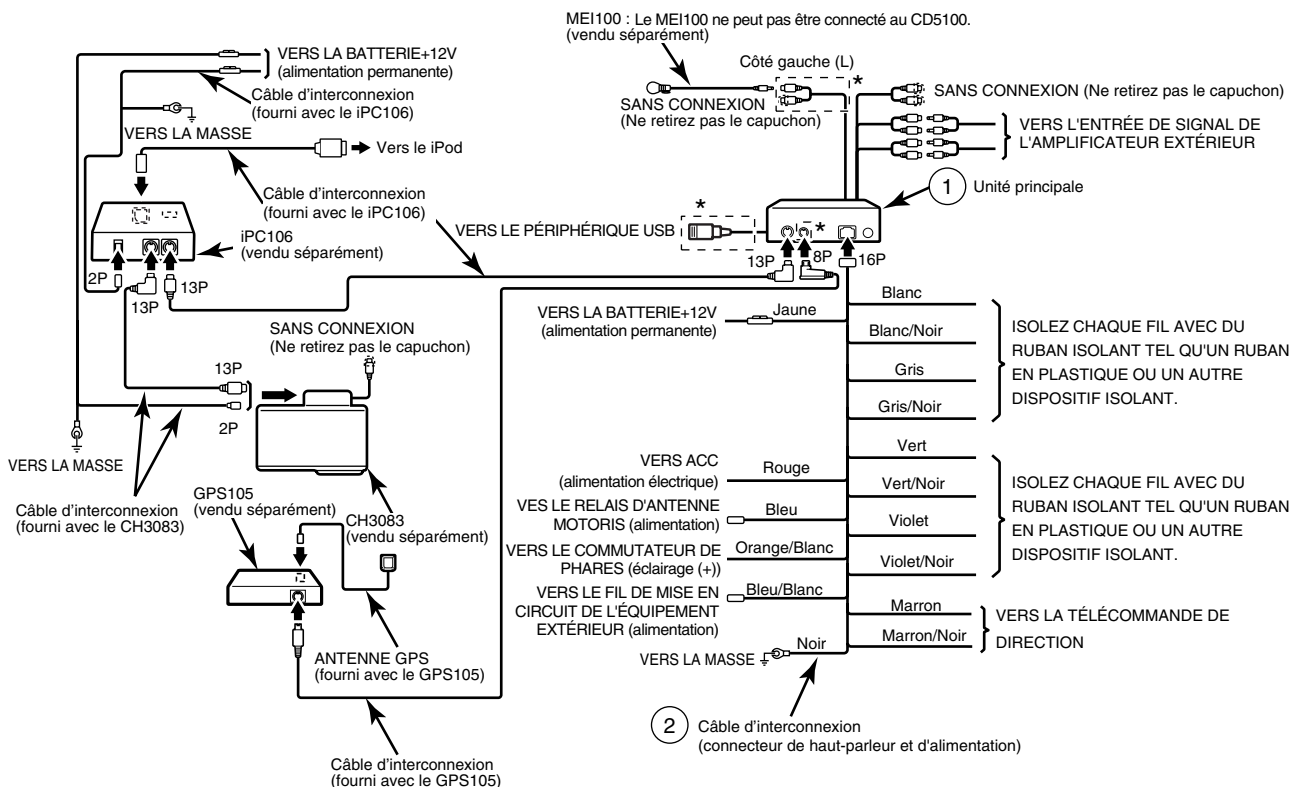 MEI100 : Le MEI100 ne peut pas être connecté au CD5100.
(vendu séparément)
VERS LA BATTERIE+12V
(alimentation permanente)
Côté gauche (L)
*
Câble d'interconnexion
(fourni avec le iPC106)
SANS CONNEXION
(Ne retirez pas le capuchon)
SANS CONNEXION (Ne retirez pas le capuchon)
VERS LA MASSE
VERS L'ENTRÉE DE SIGNAL DE
L'AMPLIFICATEUR EXTÉRIEUR
Vers le iPod
1 Unité principale
Câble d'interconnexion
(fourni avec le iPC106)
*
VERS LE PÉRIPHÉRIQUE USB
*
iPC106
(vendu séparément)
2P
13P
13P
13P
8P
16P
VERS LA BATTERIE+12V
(alimentation permanente)
Jaune
Blanc
Blanc/Noir
Gris
Gris/Noir
ISOLEZ CHAQUE FIL AVEC DU
RUBAN ISOLANT TEL QU'UN RUBAN
EN PLASTIQUE OU UN AUTRE
DISPOSITIF ISOLANT.
SANS CONNEXION
(Ne retirez pas le capuchon)
13P
2P
VERS LA MASSE
Câble d'interconnexion
(fourni avec le CH3083)
GPS105
(vendu séparément)
CH3083
(vendu séparément)
VERS ACC
(alimentation électrique)
Rouge
VES LE RELAIS D'ANTENNE
MOTORIS (alimentation)
Bleu
VERS LE COMMUTATEUR DE
PHARES (éclairage (+))
Orange/Blanc
VERS LE FIL DE MISE EN
CIRCUIT DE L'ÉQUIPEMENT
EXTÉRIEUR (alimentation)
Bleu/Blanc
VERS LA MASSE
Noir
Vert
Vert/Noir
Violet
Violet/Noir
ISOLEZ CHAQUE FIL AVEC DU
RUBAN ISOLANT TEL QU'UN RUBAN
EN PLASTIQUE OU UN AUTRE
DISPOSITIF ISOLANT.
Marron
Marron/Noir
VERS LA TÉLÉCOMMANDE DE
DIRECTION
ANTENNE GPS
(fourni avec le GPS105)
2 Câble d'interconnexion
(connecteur de haut-parleur et d'alimentation)
Câble d'interconnexion
(fourni avec le GPS105)